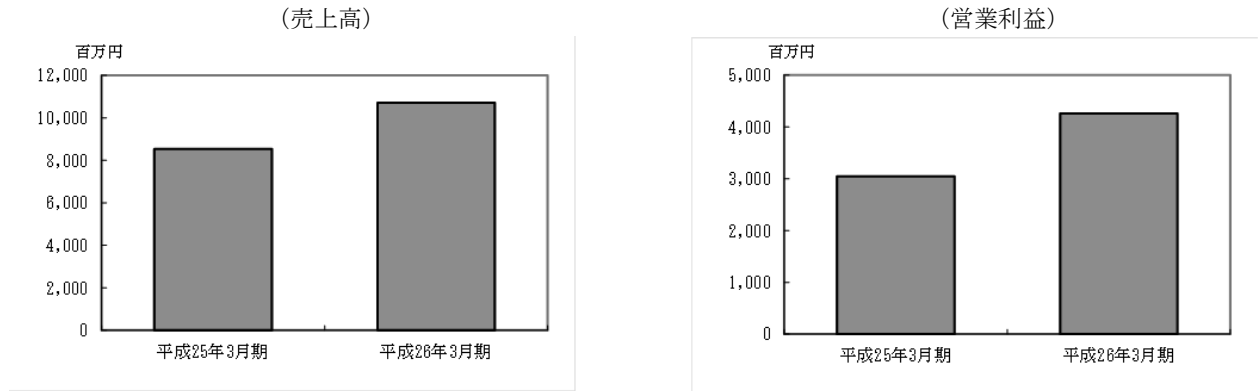 (売上高)
百万円
12,000
10,000
8,000
6,000
4,000
2,000
0
平成25年3月期 平成26年3月期
(営業利益)
百万円
5,000
4,000
3,000
2,000
1,000
0
平成25年3月期 平成26年3月期